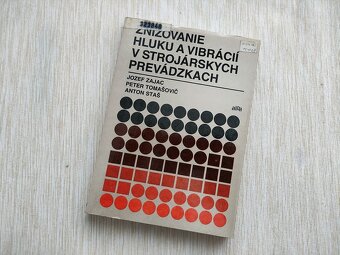 ZNIŽOVANIE
HLUKU A VIBRÁCIÍ
V STROJÁRSKYCH
PREVÁDZKACH
JOZEF ZAJAC
PETER TOMAŠOVIČ
ANTON STAŠ
alfa